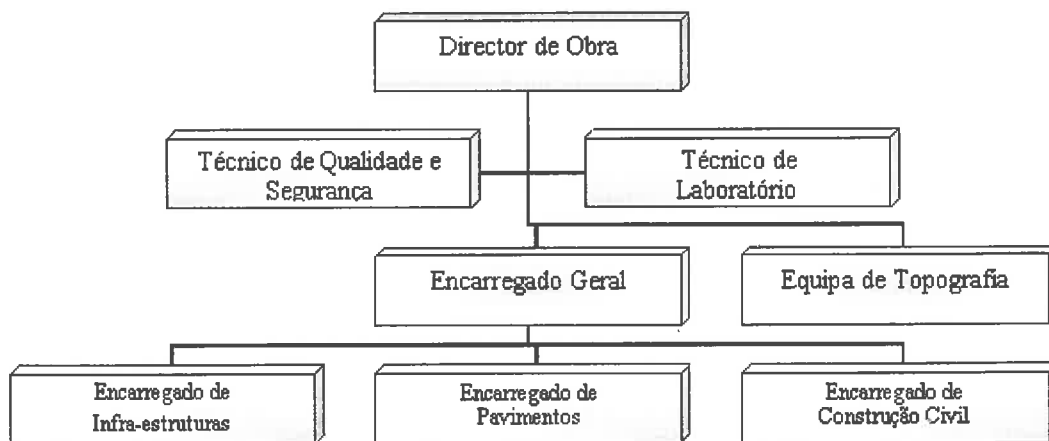 Director de Obra
Técnico de Qualidade e
Segurança
Técnico de
Laboratório
Encarregado Geral
Equipa de Topografia
Encarregado de
Infra-estruturas
Encarregado de
Pavimentos
Encarregado de
Construção Civil